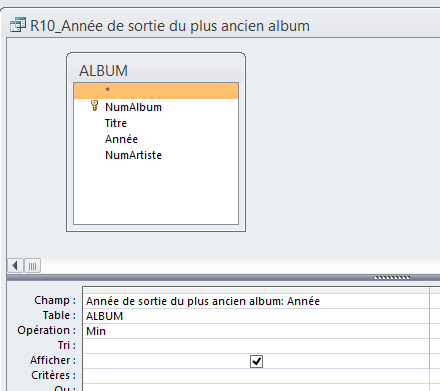 R10_Année de sortie du plus ancien album
ALBUM
*
NumAlbum
Titre
Année
NumArtiste
Champ : Année de sortie du plus ancien album: Année
Table : ALBUM
Opération : Min
Tri :
Afficher :
Critères :
Ou :